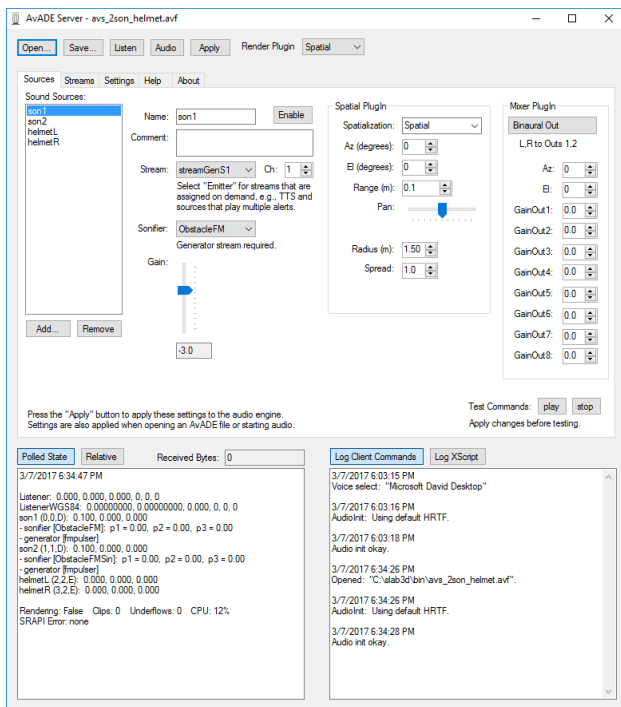 AvADE Server - avs_2son_helmet.avf
Open... Save... Listen Audio Apply Render Plugin Spatial
Sources Streams Settings Help About
Sound Sources:
son1
son2
helmetL
helmetR
Add... Remove
Name: son1 Enable
Comment:
Stream: streamGenS1 Ch: 1
Select "Emitter" for streams that are
assigned on demand, e.g., TTS and
sources that play multiple alerts.
Sonifier: ObstacleFM
Generator stream required.
Gain:
-3.0
Spatial PlugIn
Spatialization: Spatial
Az (degrees): 0
El (degrees): 0
Range (m): 0.1
Pan:
Radius (m): 1.50
Spread: 1.0
Mixer PlugIn
Binaural Out
L,R to Outs 1,2
Az: 0
El: 0
GainOut1: 0.0
GainOut2: 0.0
GainOut3: 0.0
GainOut4: 0.0
GainOut5: 0.0
GainOut6: 0.0
GainOut7: 0.0
GainOut8: 0.0
Press the "Apply" button to apply these settings to the audio engine.
Settings are also applied when opening an AvADE file or starting audio.
Test Commands: play stop
Apply changes before testing.
Polled State Relative Received Bytes: 0
3/7/2017 6:34:47 PM
Listener: 0.000, 0.000, 0.000, 0, 0, 0
ListenerWGS84: 0.00000000, 0.00000000, 0.000, 0, 0, 0
son1 (0,0,D): 0.100, 0.000, 0.000
- sonifier [ObstacleFM]: p1 = 0.00, p2 = 0.00, p3 = 0.00
- generator [fmpulser]
son2 (1,1,D): 0.100, 0.000, 0.000
- sonifier [ObstacleFMSin]: p1 = 0.00, p2 = 0.00, p3 = 0.00
- generator [fmpulser]
helmetL (2,2,E): 0.000, 0.000, 0.000
helmetR (3,2,E): 0.000, 0.000, 0.000
Rendering: False Clips: 0 Underflows: 0 CPU: 12%
SRAPI Error: none
Log Client Commands Log XScript
3/7/2017 6:03:15 PM
Voice select: "Microsoft David Desktop"
3/7/2017 6:03:16 PM
AudioInit: Using default HRTF.
3/7/2017 6:03:18 PM
Audio init okay.
3/7/2017 6:34:26 PM
Opened: "C:\slab3d\bin\avs_2son_helmet.avf".
3/7/2017 6:34:26 PM
AudioInit: Using default HRTF.
3/7/2017 6:34:28 PM
Audio init okay.